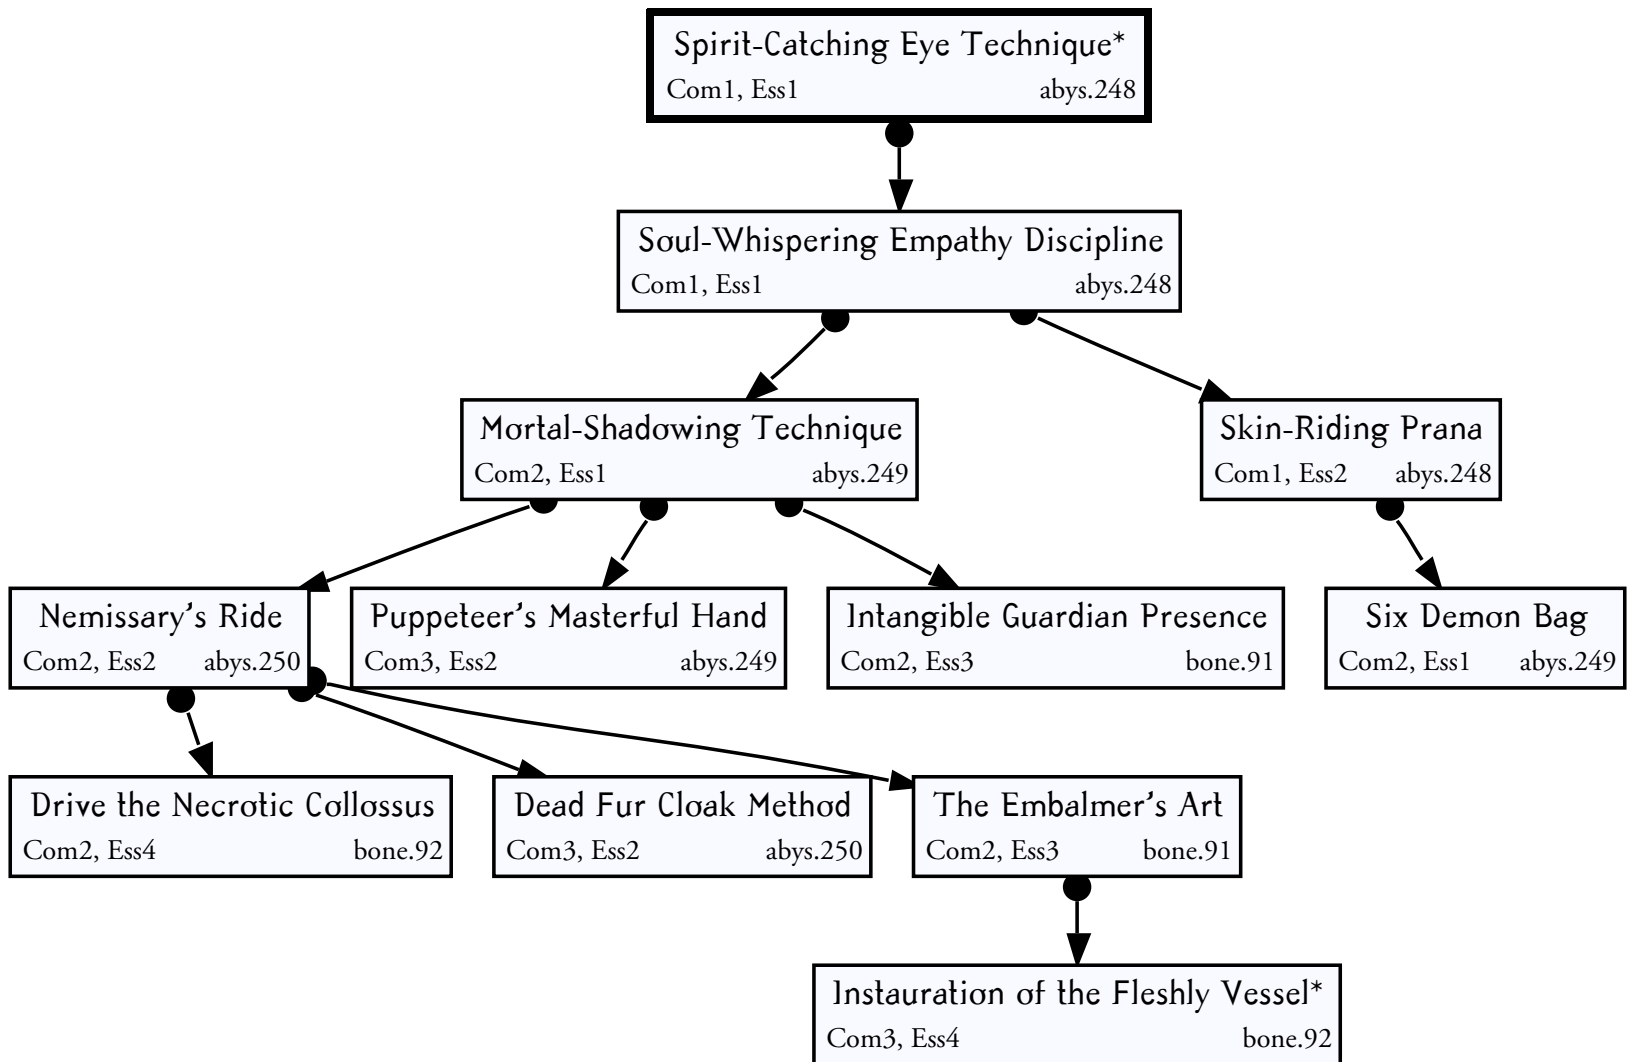 Spirit-Catching Eye Technique*
Com1, Ess1 abys.248
Soul-Whispering Empathy Discipline
Com1, Ess1 abys.248
Mortal-Shadowing Technique
Com2, Ess1 abys.249
Skin-Riding Prana
Com1, Ess2 abys.248
Nemissary's Ride
Com2, Ess2 abys.250
Puppeteer's Masterful Hand
Com3, Ess2 abys.249
Intangible Guardian Presence
Com2, Ess3 bone.91
Six Demon Bag
Com2, Ess1 abys.249
Drive the Necrotic Collossus
Com2, Ess4 bone.92
Dead Fur Cloak Method
Com3, Ess2 abys.250
The Embalmer's Art
Com2, Ess3 bone.91
Instauration of the Fleshly Vessel*
Com3, Ess4 bone.92